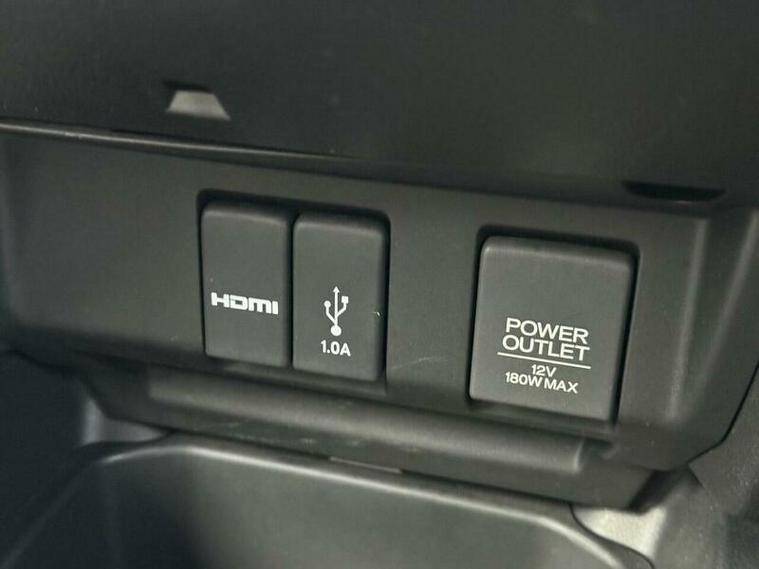 HDMI
1.0A
POWER
OUTLET
12V
180W MAX